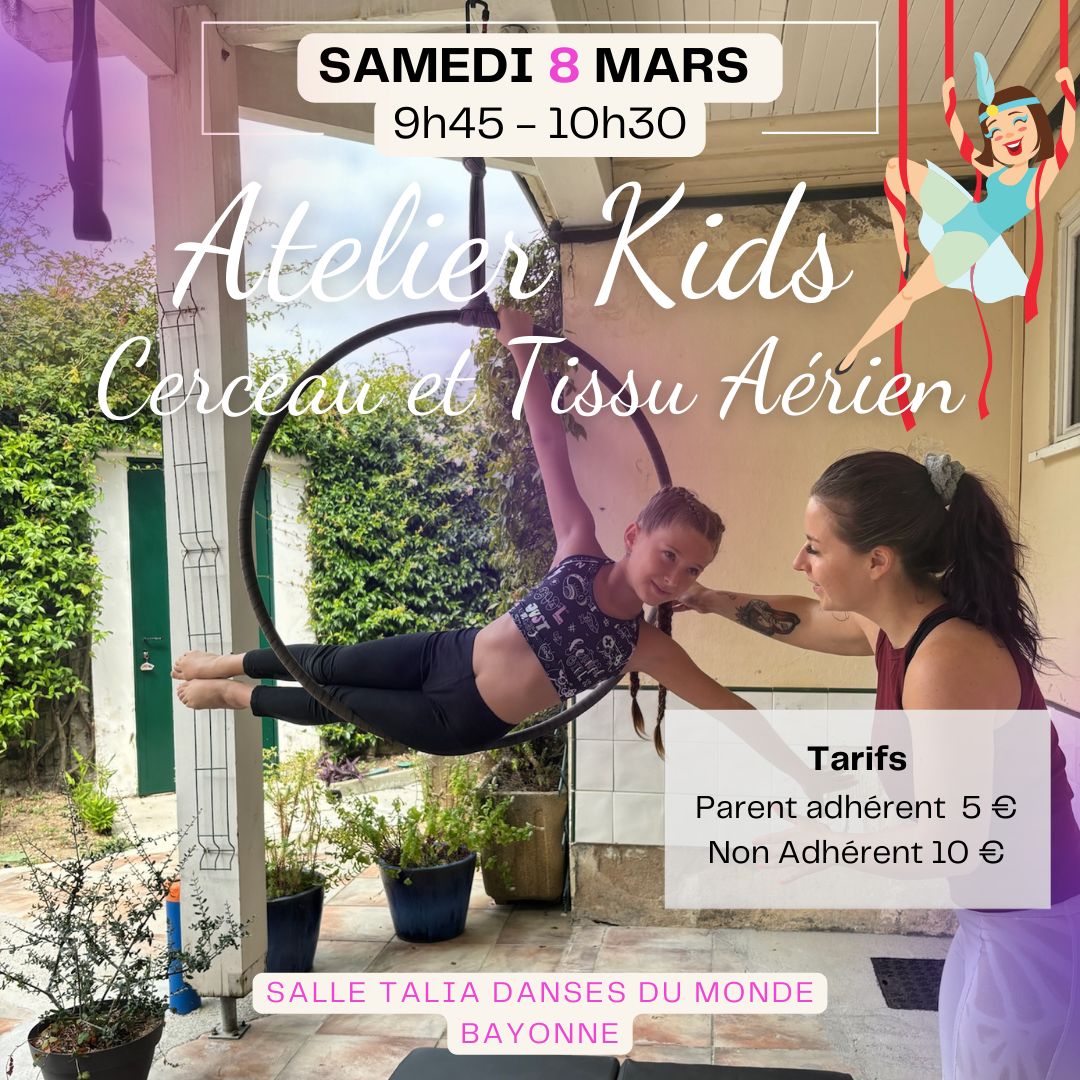 SAMEDI 8 MARS
9h45 – 10h30
Atelier Kids
Cerceau et Tissu Aérien
Tarifs
Parent adhérent 5 €
Non Adhérent 10 €
SALLE TALIA DANSES DU MONDE
BAYONNE